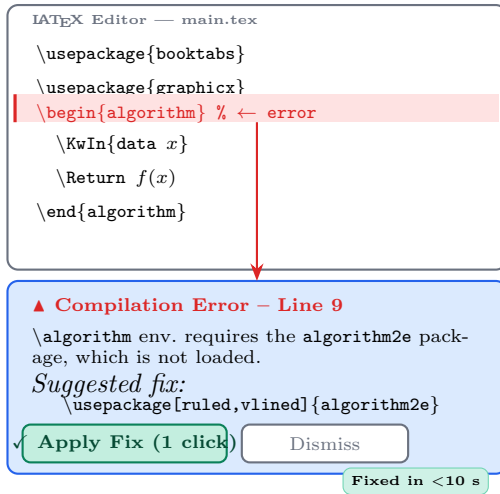 LATEX Editor — main.tex
\usepackage{booktabs}
\usepackage{graphicx}
\begin{algorithm} % ← error
\KwIn{data x}
\Return f(x)
\end{algorithm}
▲ Compilation Error – Line 9
\algorithm env. requires the algorithm2e pack-
age, which is not loaded.
Suggested fix:
\usepackage[ruled,vlined]{algorithm2e}
✓ Apply Fix (1 click)
Dismiss
Fixed in <10 s